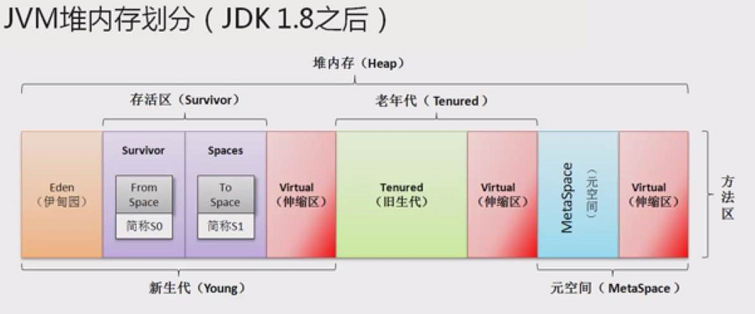 JVM堆内存划分（JDK 1.8之后）
堆内存（Heap）
存活区（Survivor）
老年代（Tenured）
Eden
（伊甸园）
Survivor
From
Space
简称S0
Spaces
To
Space
简称S1
Virtual
（伸缩区）
Tenured
（旧生代）
Virtual
（伸缩区）
MetaSpace
（元空间）
Virtual
（伸缩区）
方法区
新生代（Young）
元空间（MetaSpace）